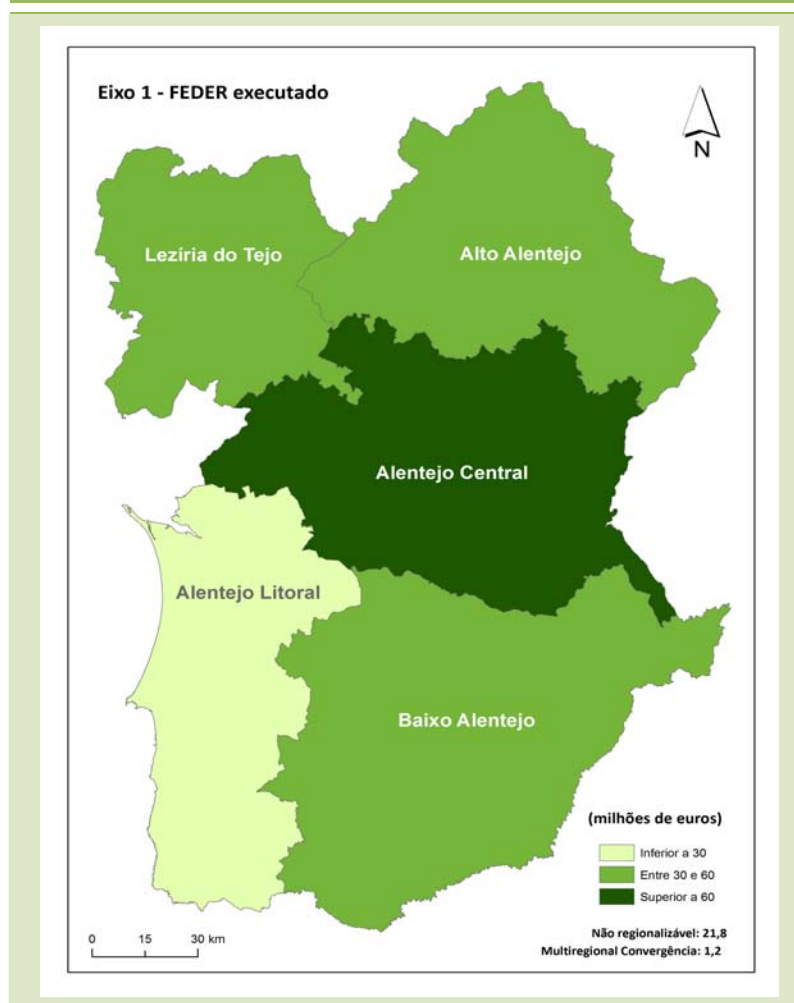 Eixo 1 - FEDER executado
N
Lezíria do Tejo
Alto Alentejo
Alentejo Central
Alentejo Litoral
Baixo Alentejo
(milhões de euros)
Inferior a 30
Entre 30 e 60
Superior a 60
0 15 30 km
Não regionalizável: 21,8
Multiregional Convergência: 1,2